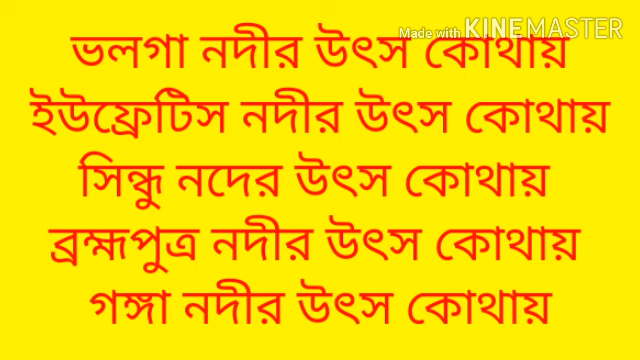 Made with KINEMASTER
ভলগা নদীর উৎস কোথায়
ইউফ্রেটিস নদীর উৎস কোথায়
সিন্ধু নদের উৎস কোথায়
ব্রহ্মপুত্র নদীর উৎস কোথায়
গঙ্গা নদীর উৎস কোথায়